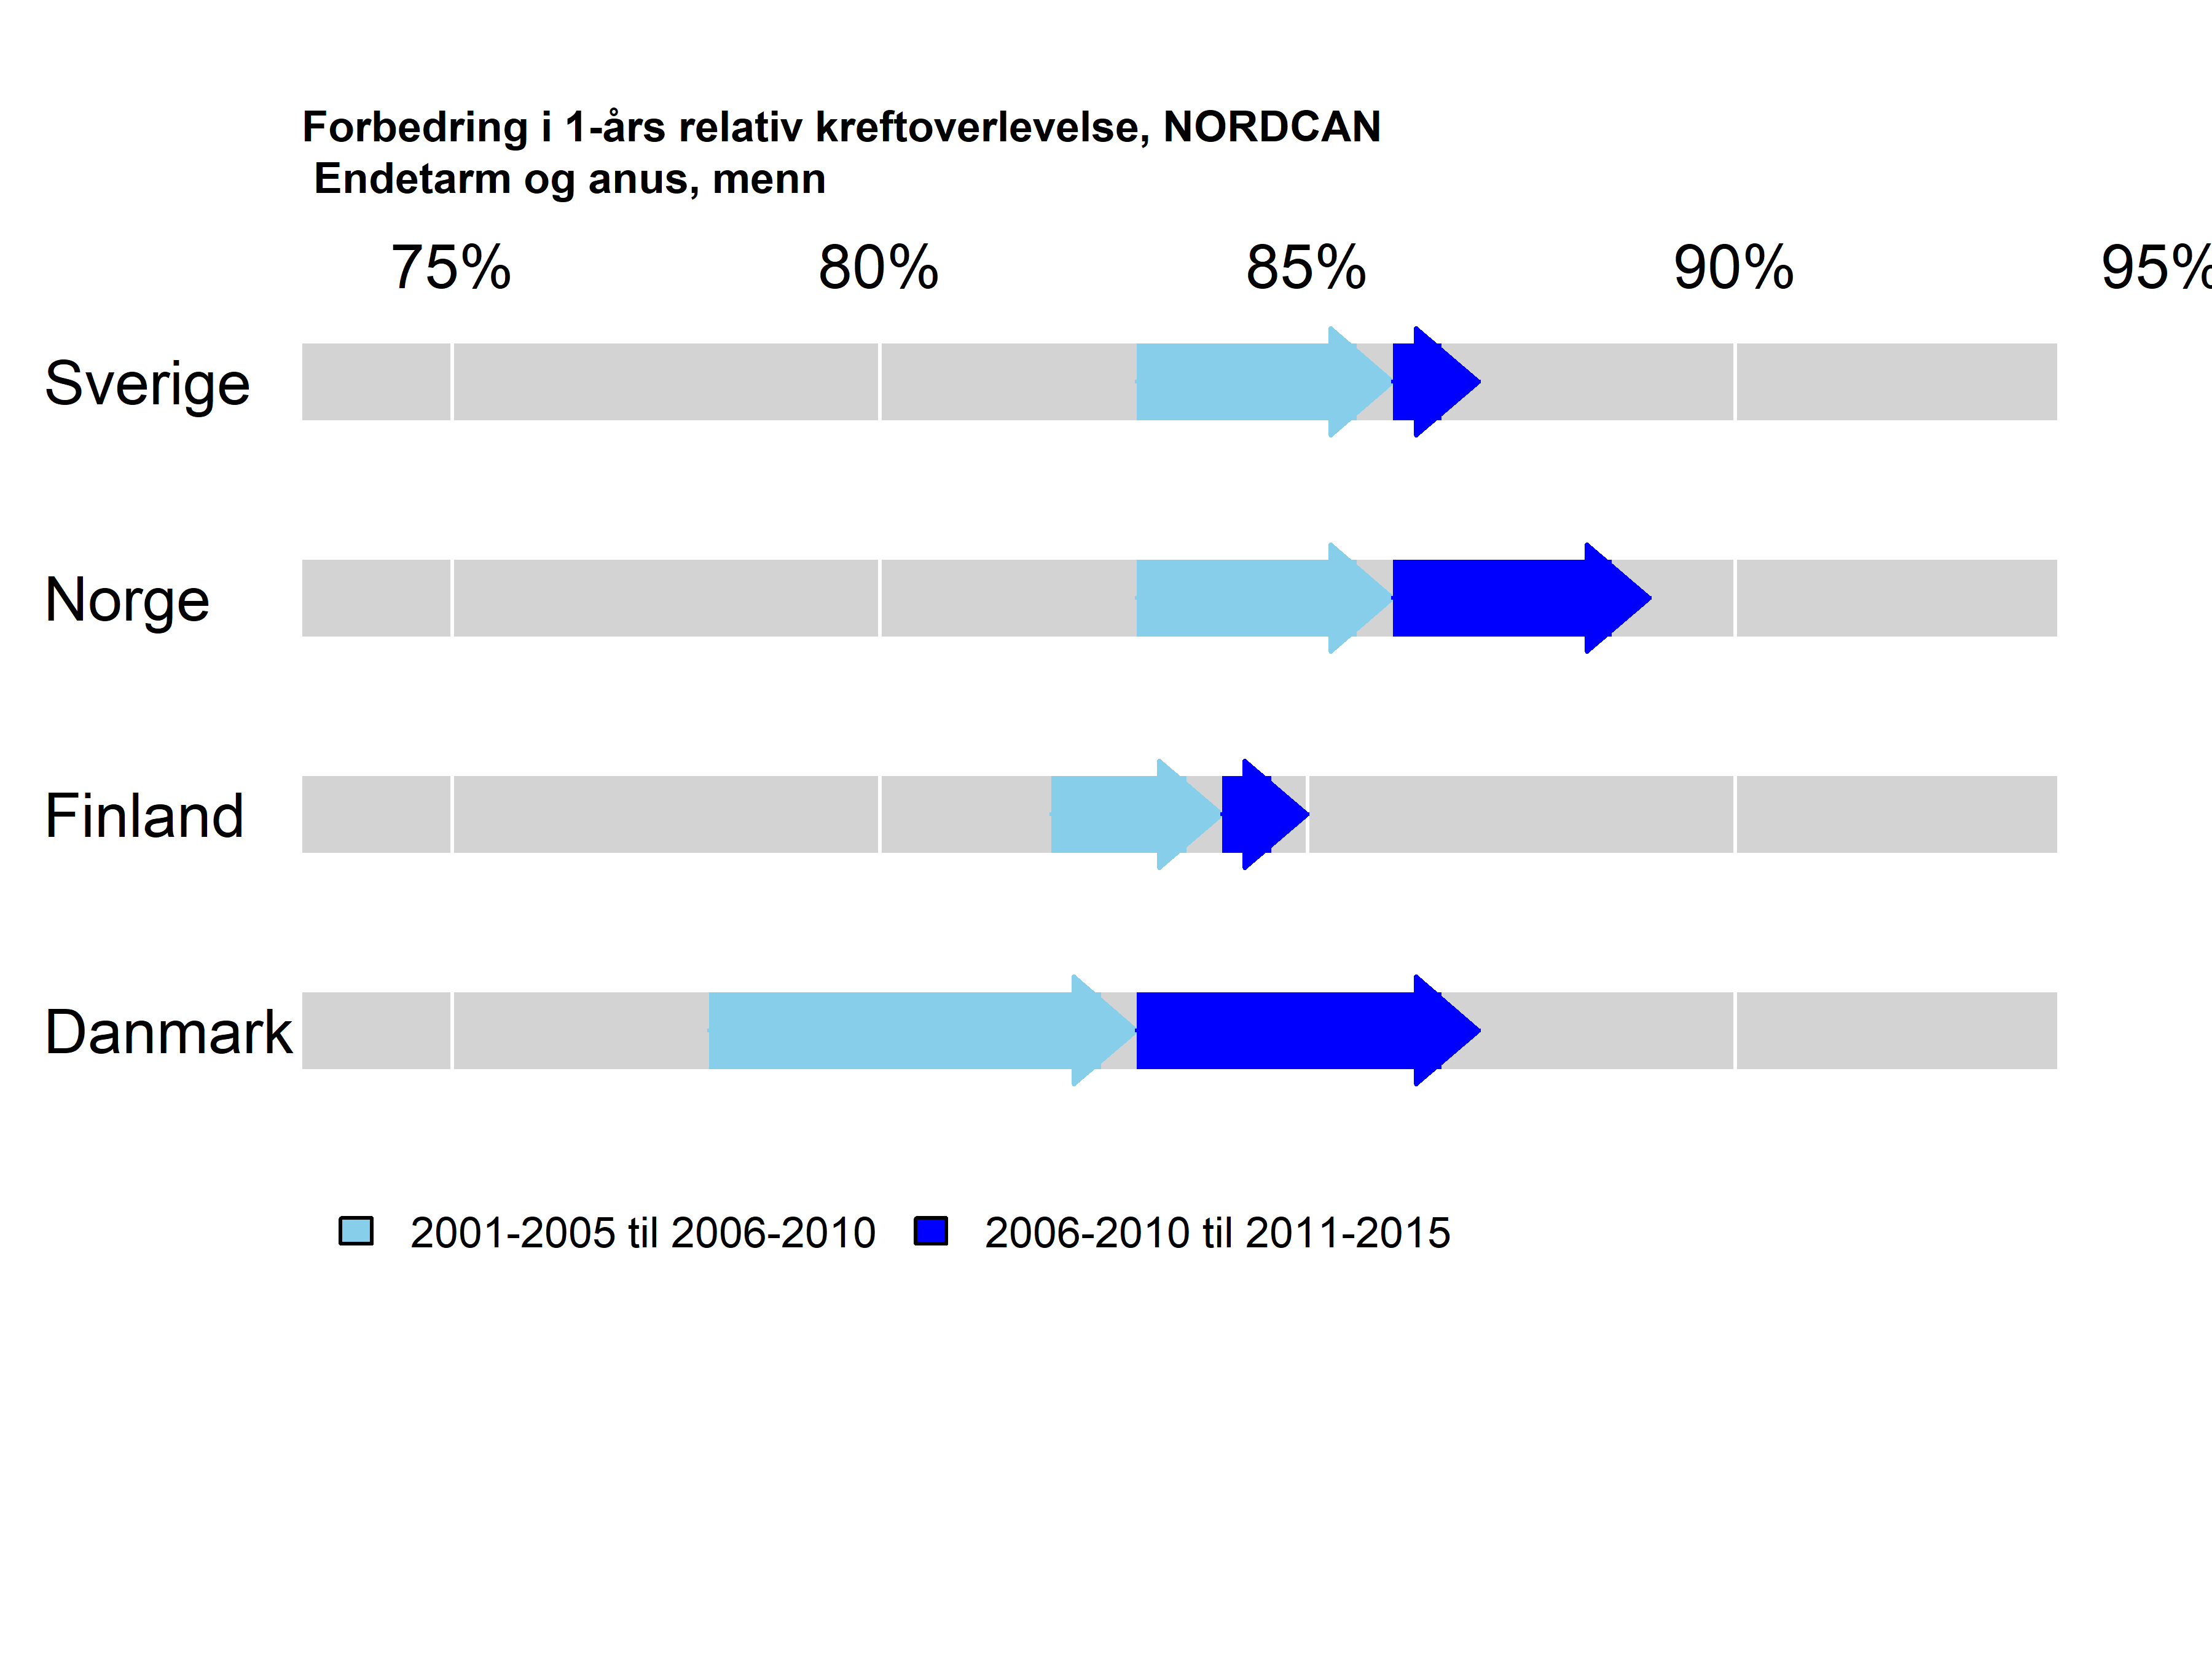 Forbedring i 1-års relativ kreftoverlevelse, NORDCAN
Endetarm og anus, menn
75% 80% 85% 90% 95%
Sverige
Norge
Finland
Danmark
2001-2005 til 2006-2010 2006-2010 til 2011-2015